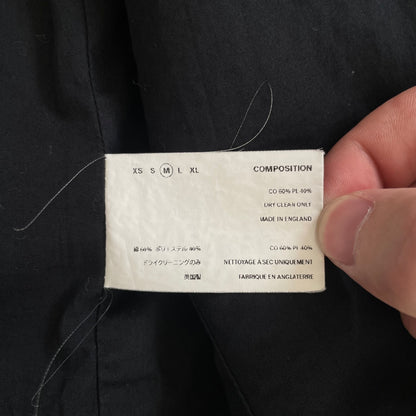 XS S M L XL
COMPOSITION
CO 60% PL 40%
DRY CLEAN ONLY
MADE IN ENGLAND
綿 60% ポリエステル 40%
ドライクリーニングのみ
英国製
CO 60% PL 40%
NETTOYAGE À SEC UNIQUEMENT
FABRIQUE EN ANGLETERRE